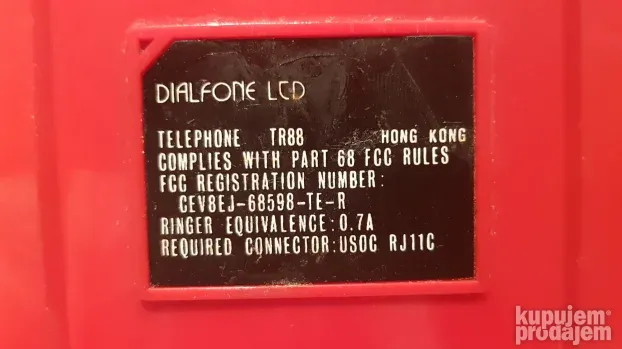 DIALFONE LCD
TELEPHONE TR88 HONG KONG
COMPLIES WITH PART 68 FCC RULES
FCC REGISTRATION NUMBER:
CEV8EJ-68598-TE-R
RINGER EQUIVALENCE:0.7A
REQUIRED CONNECTOR:USOC RJ11C
kupujem
prodajem